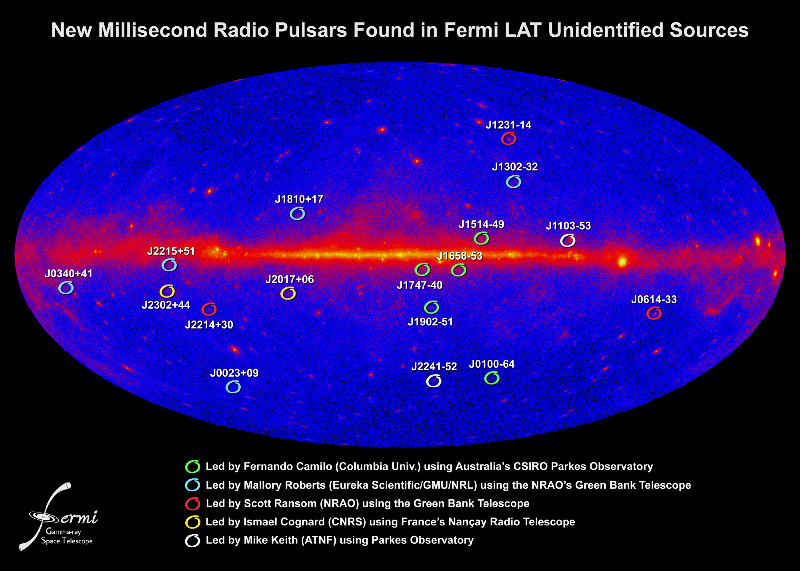 New Millisecond Radio Pulsars Found in Fermi LAT Unidentified Sources
J1231-14
J1302-32
J1810+17
J1514-49
J1103-53
J2215+51
J1658-53
J0340+41
J2017+06
J1747-40
J2302+44
J0614-33
J2214+30
J1902-51
J2241-52
J0100-64
J0023+09
Led by Fernando Camilo (Columbia Univ.) using Australia's CSIRO Parkes Observatory
Led by Mallory Roberts (Eureka Scientific/GMU/NRL) using the NRAO's Green Bank Telescope
Led by Scott Ransom (NRAO) using the Green Bank Telescope
Led by Ismael Cognard (CNRS) using France's Nançay Radio Telescope
Led by Mike Keith (ATNF) using Parkes Observatory
Fermi
Gamma-ray
Space Telescope